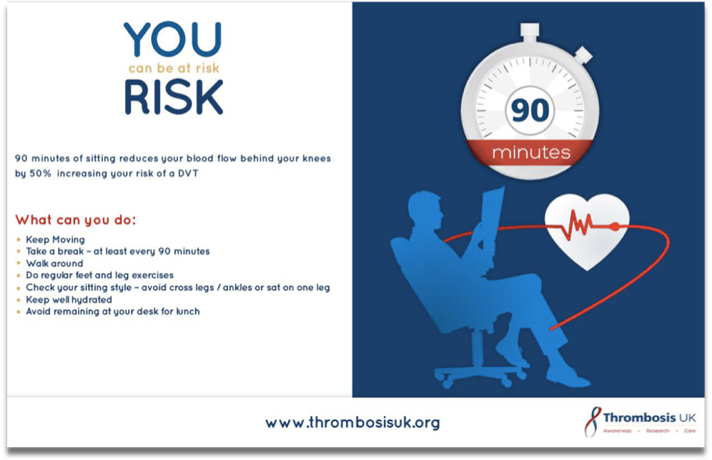 YOU
can be at risk
RISK
90 minutes of sitting reduces your blood flow behind your knees
by 50% increasing your risk of a DVT
What can you do:
Keep Moving
Take a break – at least every 90 minutes
Walk around
Do regular feet and leg exercises
Check your sitting style – avoid cross legs / ankles or sat on one leg
Keep well hydrated
Avoid remaining at your desk for lunch
90
minutes
www.thrombosisuk.org
Thrombosis UK
Awareness • Research • Care